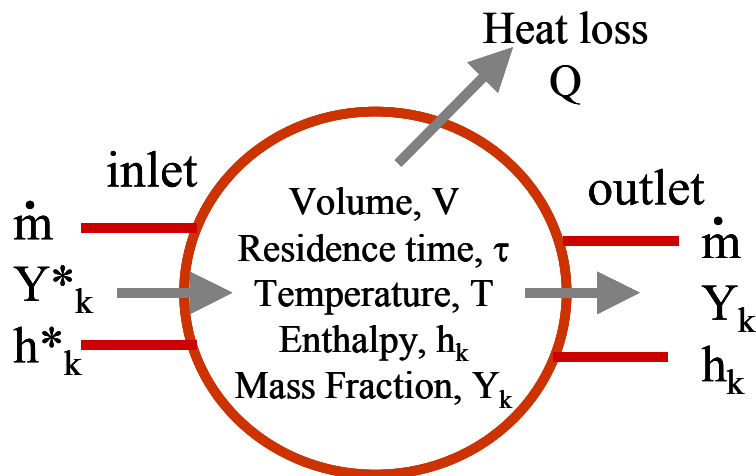 Heat loss
Q
inlet
ṁ
Y*ₖ
h*ₖ
Volume, V
Residence time, τ
Temperature, T
Enthalpy, hₖ
Mass Fraction, Yₖ
outlet
ṁ
Yₖ
hₖ